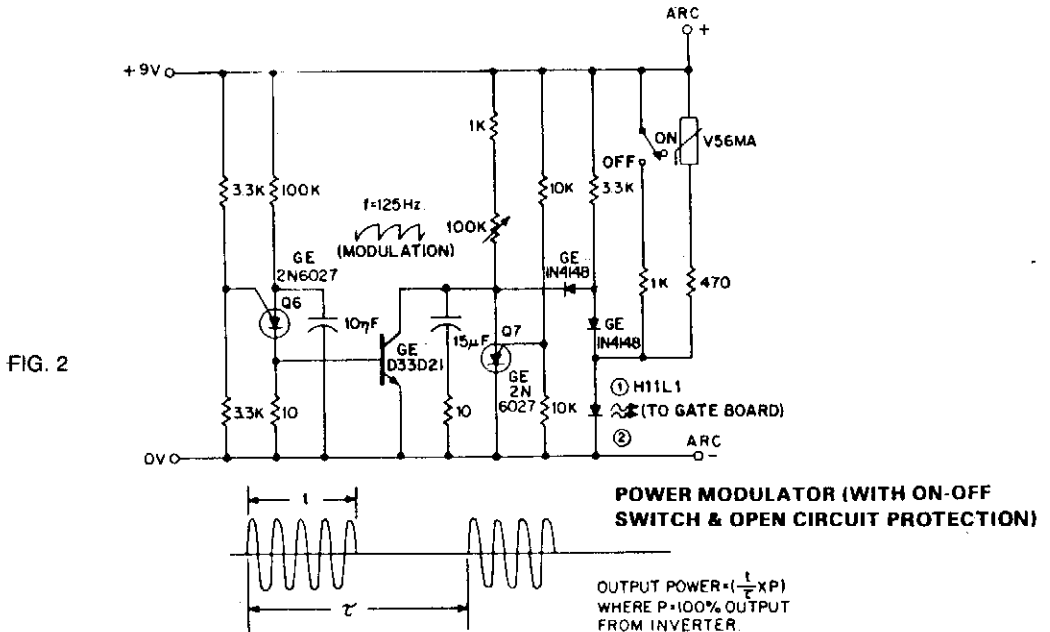 ARC
+
+9V
1K
ON
V56MA
OFF
3.3K
100K
10K
3.3K
f=125Hz
100K
(MODULATION)
GE
2N6027
GE
1N4148
1K
470
Q6
10ηF
15μF
Q7
GE
1N4148
GE
D33D21
FIG. 2
GE
2N
6027
① H11L1
(TO GATE BOARD)
3.3K
10
10
10K
②
ARC
0V
-
t
POWER MODULATOR (WITH ON-OFF
SWITCH & OPEN CIRCUIT PROTECTION)
τ
OUTPUT POWER=(t/τ XP)
WHERE P=100% OUTPUT
FROM INVERTER.